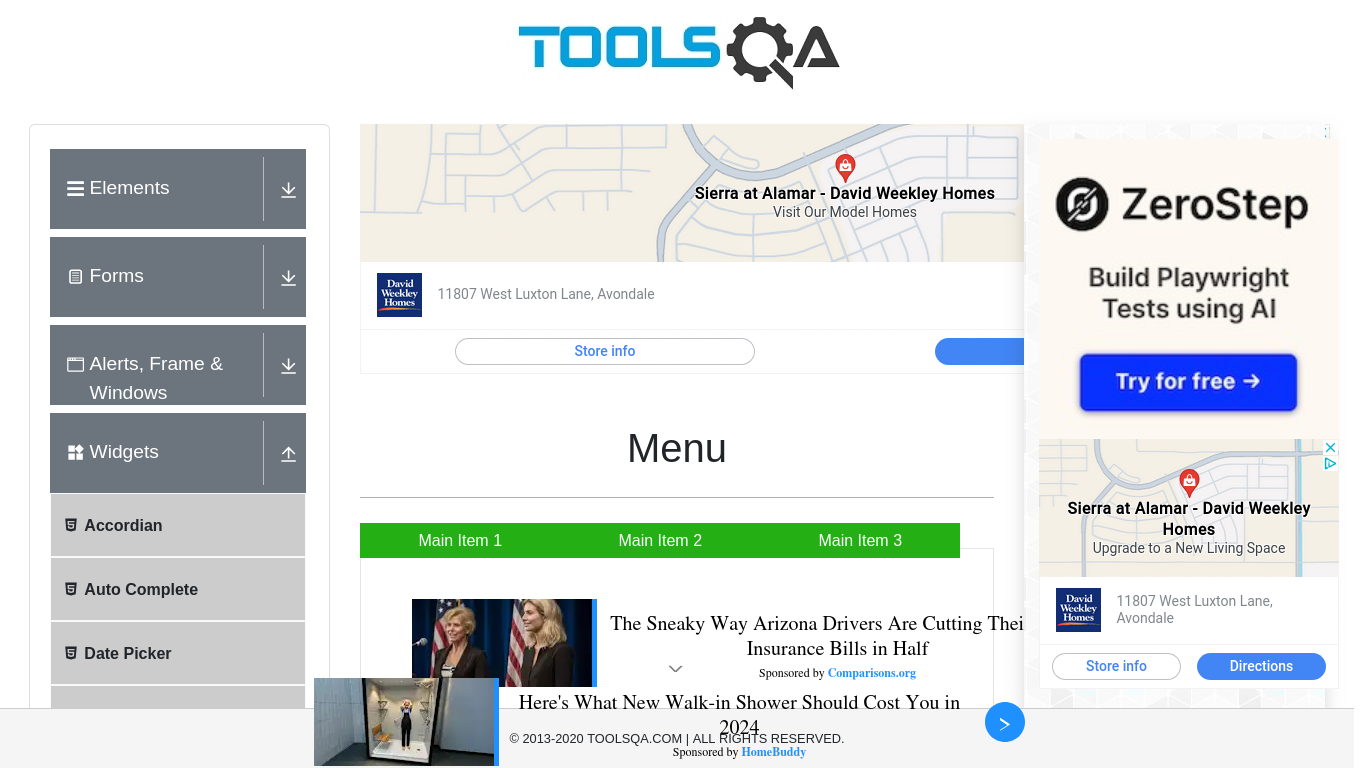 TOOLSQA
Elements
Forms
Alerts, Frame &
Windows
Widgets
Accordian
Auto Complete
Date Picker
Sierra at Alamar - David Weekley Homes
Visit Our Model Homes
David
Weekley
Homes
11807 West Luxton Lane, Avondale
Store info
Menu
Main Item 1
Main Item 2
Main Item 3
The Sneaky Way Arizona Drivers Are Cutting Thei
Insurance Bills in Half
Sponsored by Comparisons.org
Here's What New Walk-in Shower Should Cost You in
2024
Sponsored by HomeBuddy
© 2013-2020 TOOLSQA.COM | ALL RIGHTS RESERVED.
ZeroStep
Build Playwright
Tests using AI
Try for free →
Sierra at Alamar - David Weekley
Homes
Upgrade to a New Living Space
David
Weekley
Homes
11807 West Luxton Lane,
Avondale
Store info
Directions